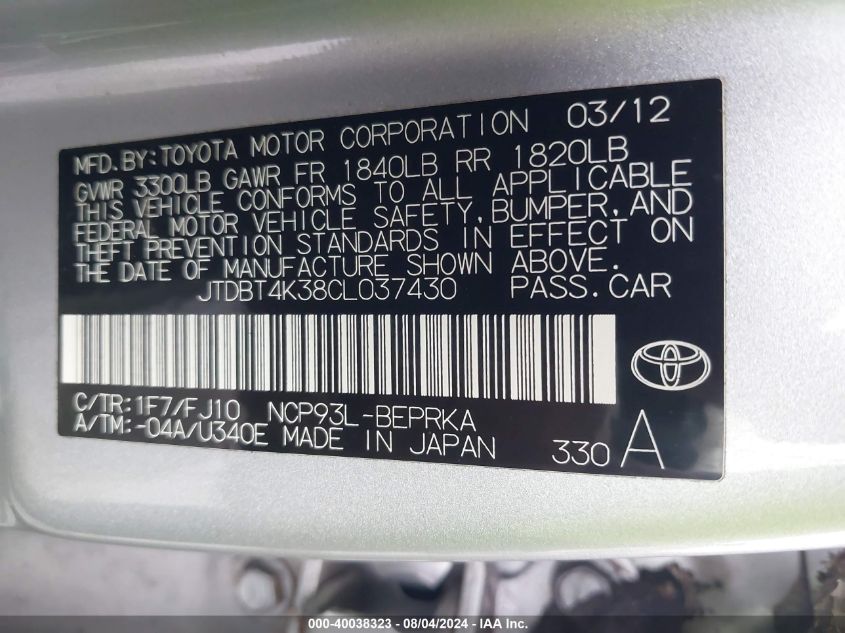 MFD.BY:TOYOTA MOTOR CORPORATION 03/12
GVWR 3300LB GAWR FR 1840LB RR 1820LB
THIS VEHICLE CONFORMS TO ALL APPLICABLE
FEDERAL MOTOR VEHICLE SAFETY,BUMPER,AND
THEFT PREVENTION STANDARDS IN EFFECT ON
THE DATE OF MANUFACTURE SHOWN ABOVE.
JTDBT4K38CL037430 PASS.CAR
C/TR:1F7/FJ10 NCP93L-BEPRKA
A/TM:-04A/U340E MADE IN JAPAN 330 A
000-40038323 - 08/04/2024 - IAA Inc.